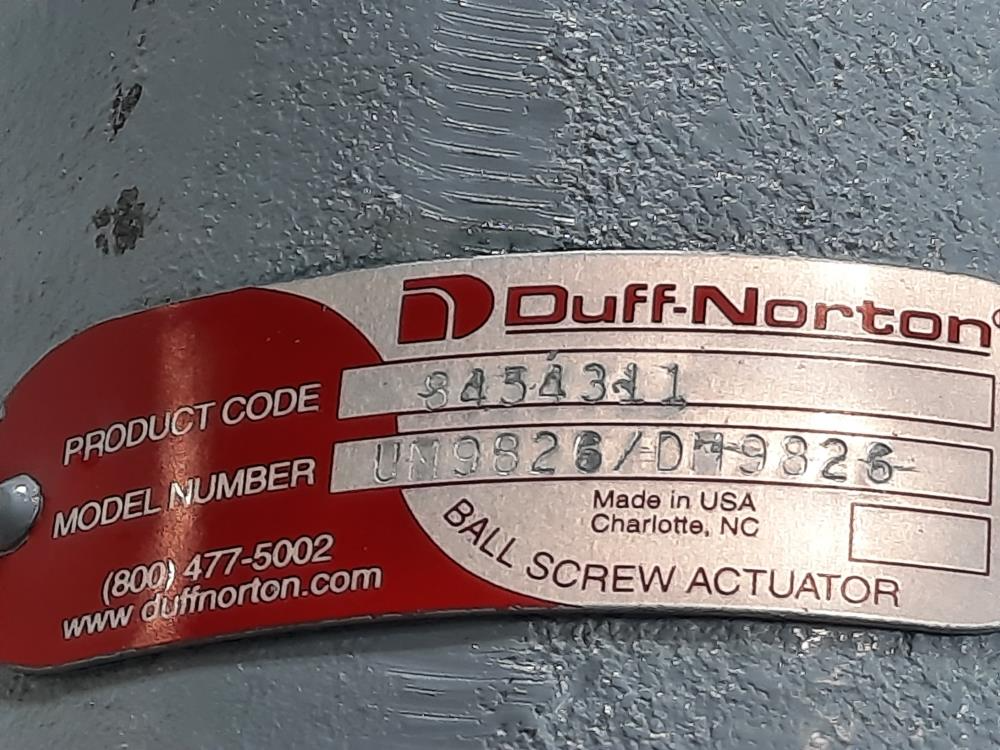 Duff-Norton
PRODUCT CODE 8454311
MODEL NUMBER UM9826/DM9826-
Made in USA
Charlotte, NC
BALL SCREW ACTUATOR
(800) 477-5002
www.duffnorton.com